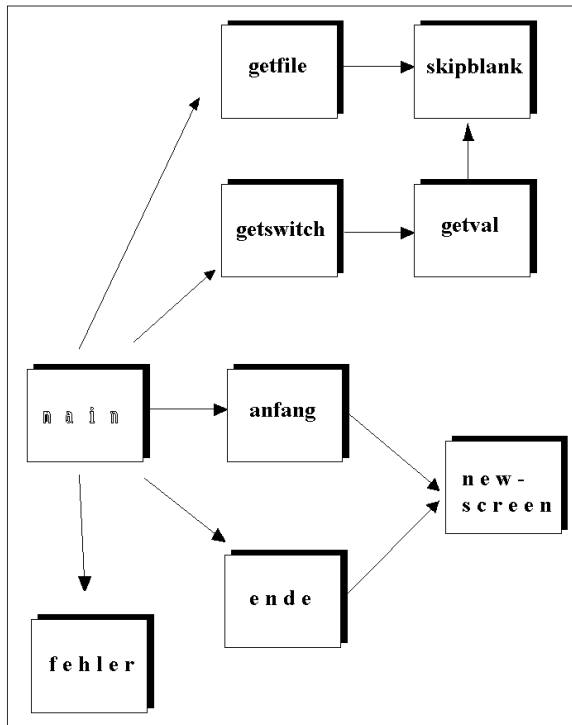 getfile
skipblank
getswitch
getval
main
anfang
new-
screen
ende
fehler